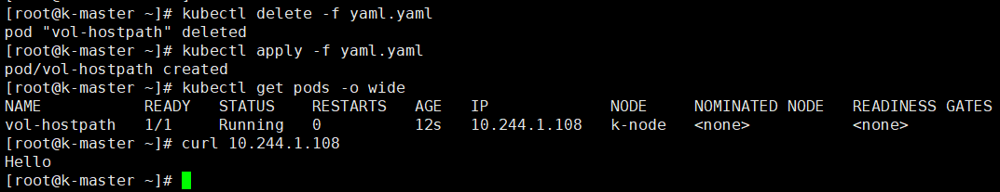 [root@k-master ~]# kubectl delete -f yaml.yaml
pod "vol-hostpath" deleted
[root@k-master ~]# kubectl apply -f yaml.yaml
pod/vol-hostpath created
[root@k-master ~]# kubectl get pods -o wide
NAME           READY   STATUS    RESTARTS   AGE   IP             NODE     NOMINATED NODE   READINESS GATES
vol-hostpath   1/1     Running   0          12s   10.244.1.108   k-node   <none>           <none>
[root@k-master ~]# curl 10.244.1.108
Hello
[root@k-master ~]#